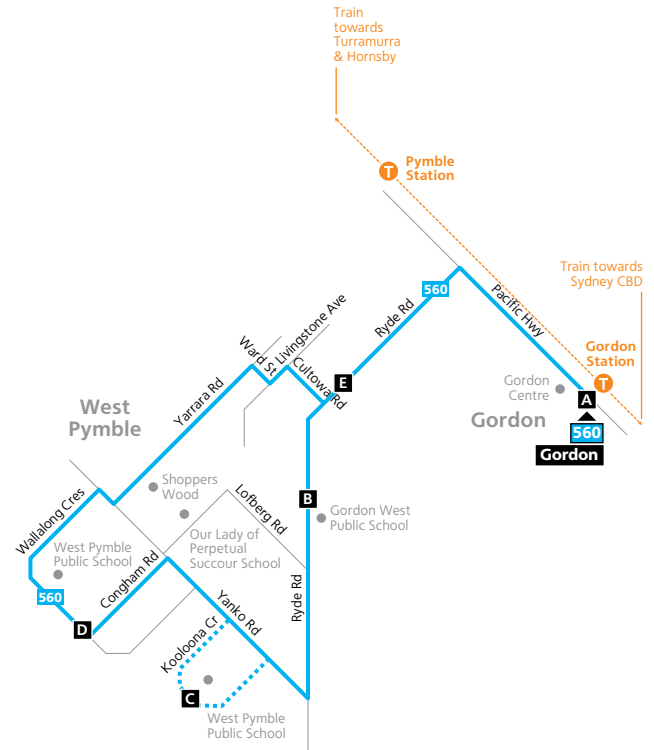 Train
towards
Turramurra
& Hornsby
T
Pymble
Station
Train towards
Sydney CBD
560
Pacific Hwy
Ryde Rd
Gordon
Station
T
Livingstone Ave
Ward St
Cultowa Rd
E
Gordon
Centre
A
Yarrara Rd
West
Pymble
Gordon
560
Gordon
Shoppers
Wood
Lofberg Rd
B
Gordon West
Public School
Wallalong Cres
Our Lady of
Perpetual
Succour School
West Pymble
Public School
Congham Rd
Ryde Rd
560
Yanko Rd
D
Kooloona Cr
C
West Pymble
Public School